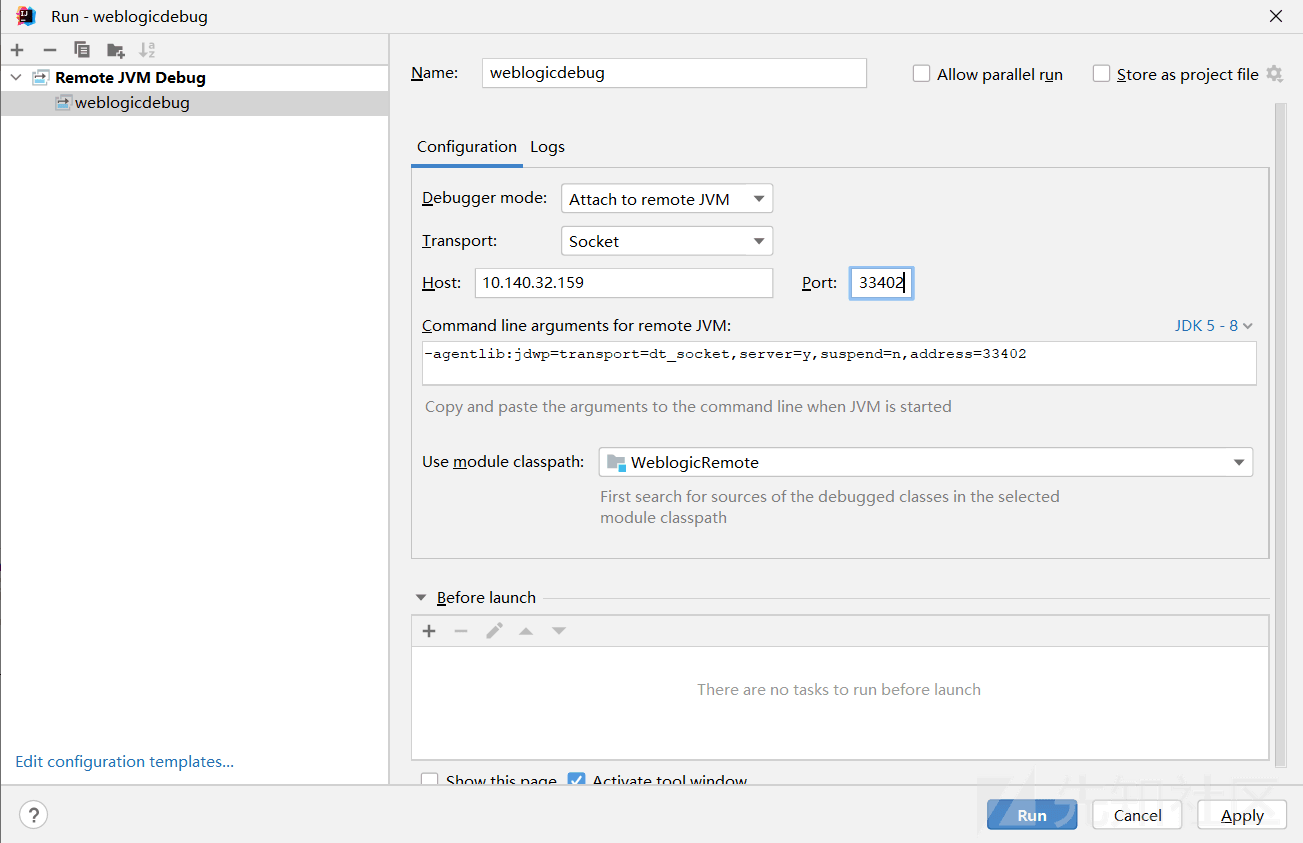 Run - weblogicdebug
Remote JVM Debug
weblogicdebug
Edit configuration templates...
Name: weblogicdebug
Allow parallel run
Store as project file
Configuration Logs
Debugger mode: Attach to remote JVM
Transport: Socket
Host: 10.140.32.159 Port: 33402
Command line arguments for remote JVM: JDK 5 - 8
-agentlib:jdwp=transport=dt_socket,server=y,suspend=n,address=33402
Copy and paste the arguments to the command line when JVM is started
Use module classpath: WeblogicRemote
First search for sources of the debugged classes in the selected
module classpath
Before launch
There are no tasks to run before launch
Show this page Activate tool window
? Run Cancel Apply
先知社区